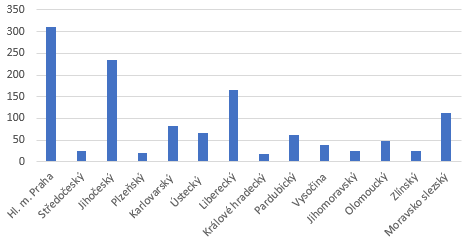 350
300
250
200
150
100
50
0
Hl. m. Praha
Středočeský
Jihočeský
Plzeňský
Karlovarský
Ústecký
Liberecký
Králové hradecký
Pardubický
Vysočina
Jihomoravský
Olomoucký
Zlínský
Moravsko slezský